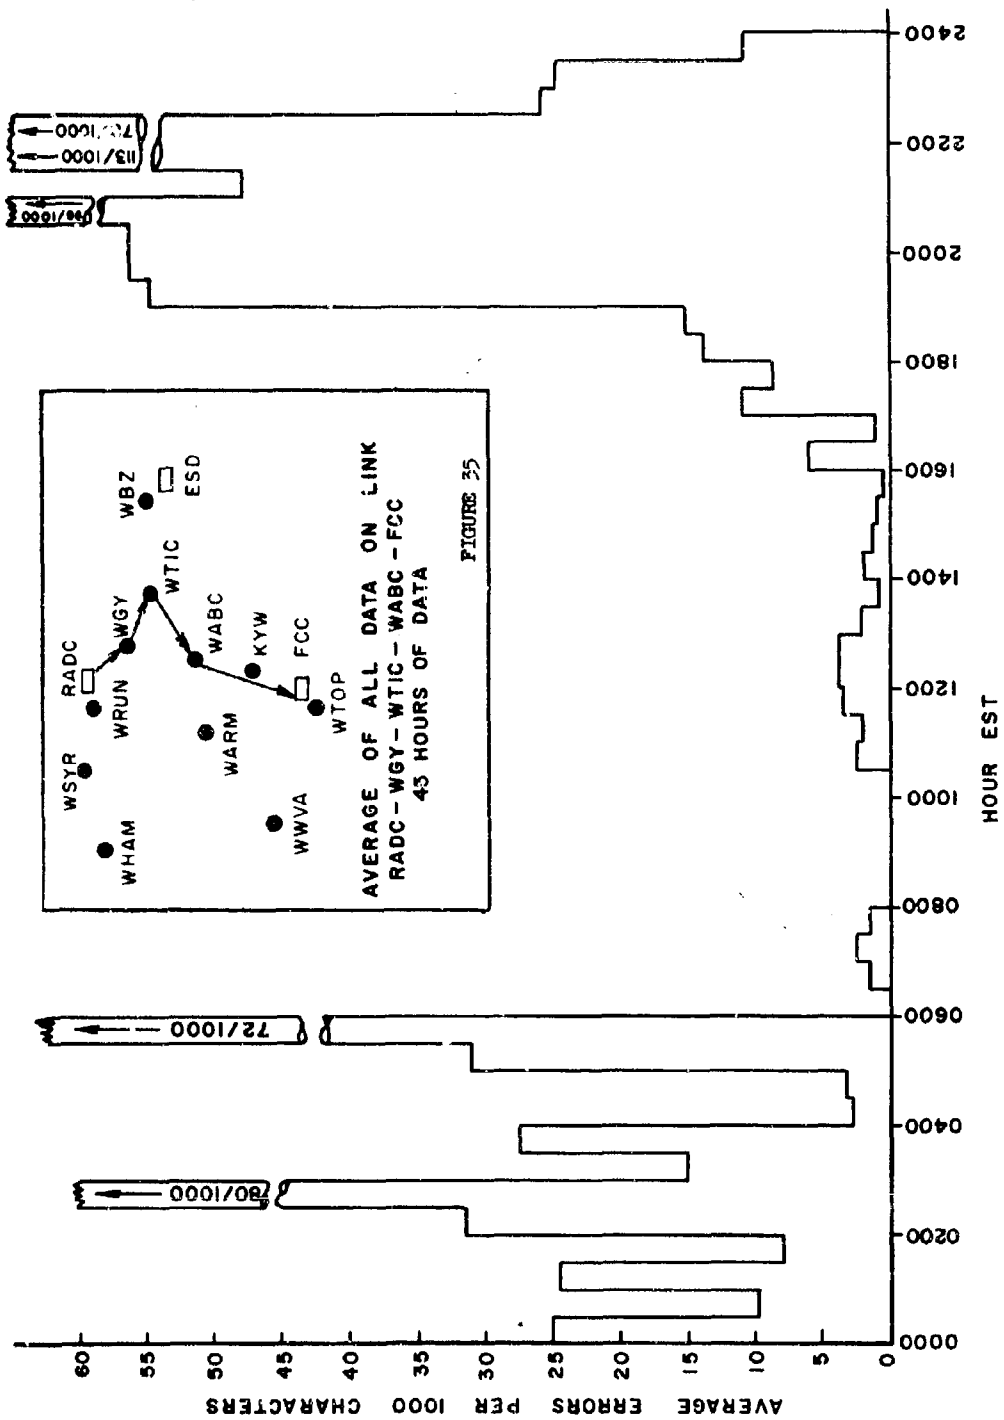 AVERAGE ERRORS PER 1000 CHARACTERS
60
55
50
45
40
35
30
25
20
15
10
5
0
80/1000
72/1000
113/1000
WHAM
WSYR
WRUN
RADC
WGY
WTIC
WBZ
ESD
WABC
KYW
FCC
WTOP
WARM
WWVA
AVERAGE OF ALL DATA ON LINK
RADC-WGY-WTIC-WABC-FCC
43 HOURS OF DATA
FIGURE 35
0000
0200
0400
0600
0800
1000
1200
1400
1600
1800
2000
2200
2400
HOUR EST